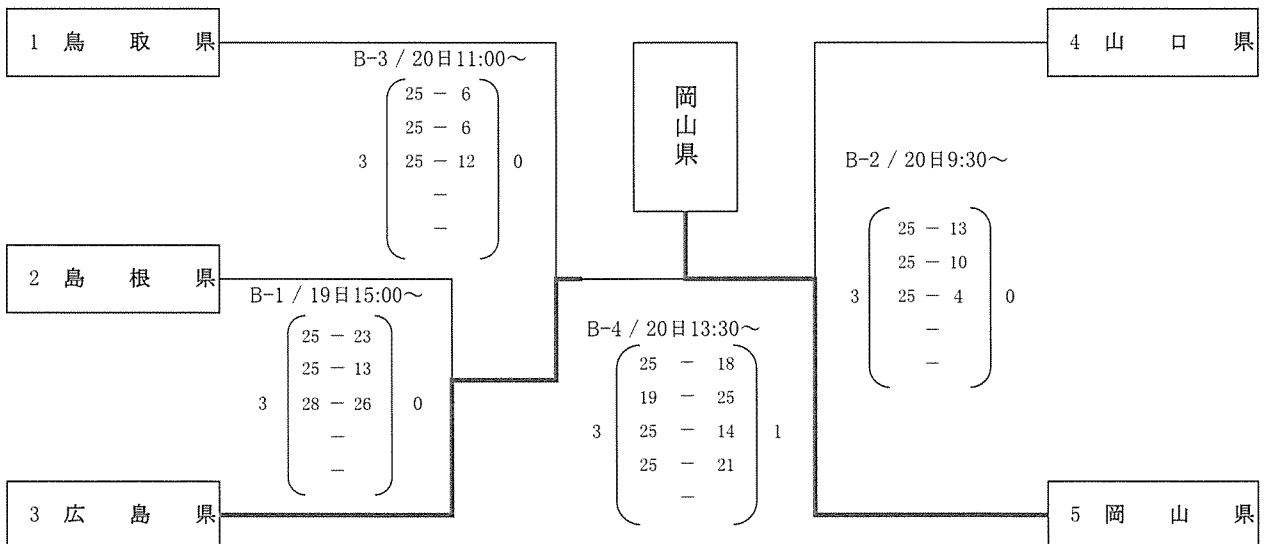 1 鳥 取 県
B-3 / 20日11:00～
25 － 6
25 － 6
3 25 － 12 0
－
－
2 島 根 県
B-1 / 19日15:00～
25 － 23
25 － 13
3 28 － 26 0
－
－
3 広 島 県
岡
山
県
B-4 / 20日13:30～
25 － 18
19 － 25
3 25 － 14 1
25 － 21
－
4 山 口 県
B-2 / 20日9:30～
25 － 13
25 － 10
3 25 － 4 0
－
－
5 岡 山 県